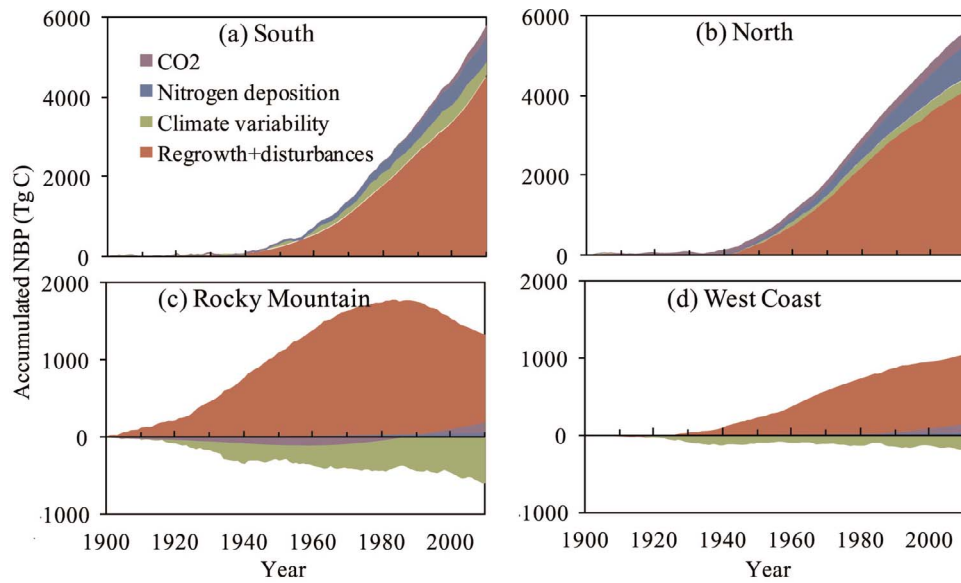 6000
(a) South
CO2
Nitrogen deposition
Climate variability
Regrowth+disturbances
4000
2000
0
6000
(b) North
4000
2000
0
Accumulated NBP (Tg C)
2000
(c) Rocky Mountain
1000
0
-1000
1900 1920 1940 1960 1980 2000
Year
2000
(d) West Coast
1000
0
-1000
1900 1920 1940 1960 1980 2000
Year